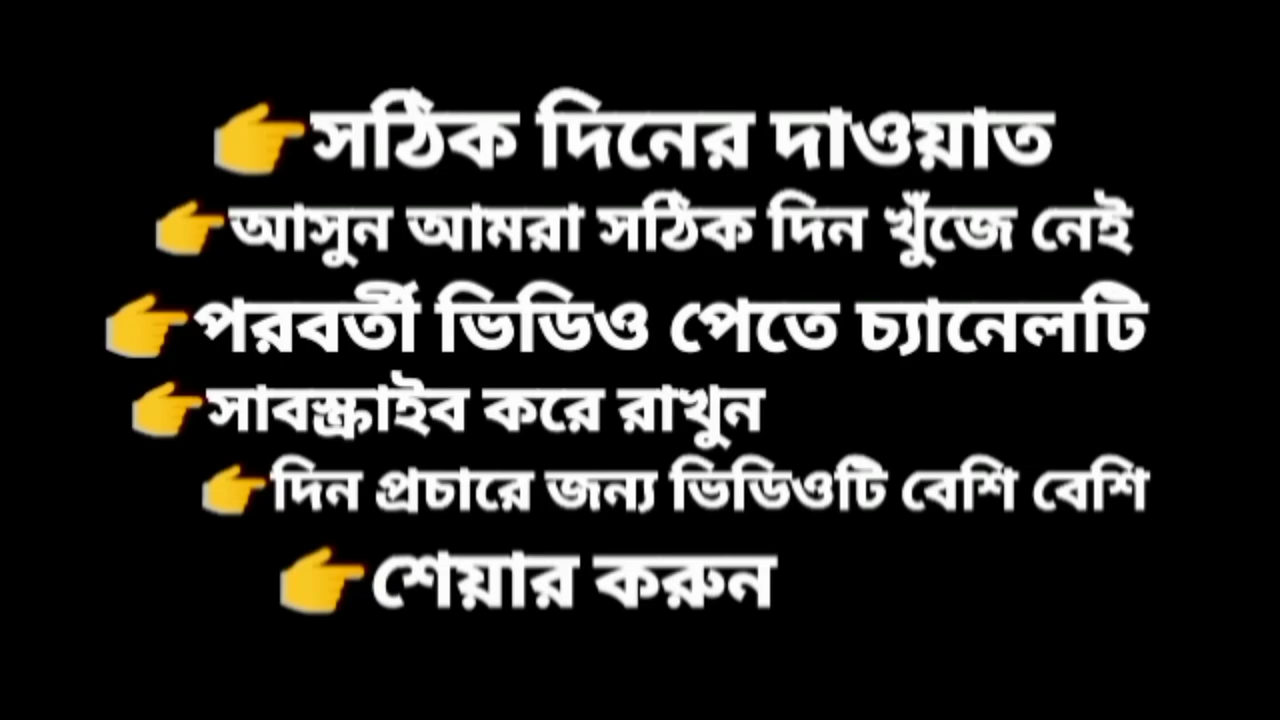 👉সঠিক দিনের দাওয়াত
👉আসুন আমরা সঠিক দিন খুঁজে নেই
👉পরবর্তী ভিডিও পেতে চ্যানেলটি
👉সাবস্ক্রাইব করে রাখুন
👉দিন প্রচারে জন্য ভিডিওটি বেশি বেশি
👉শেয়ার করুন